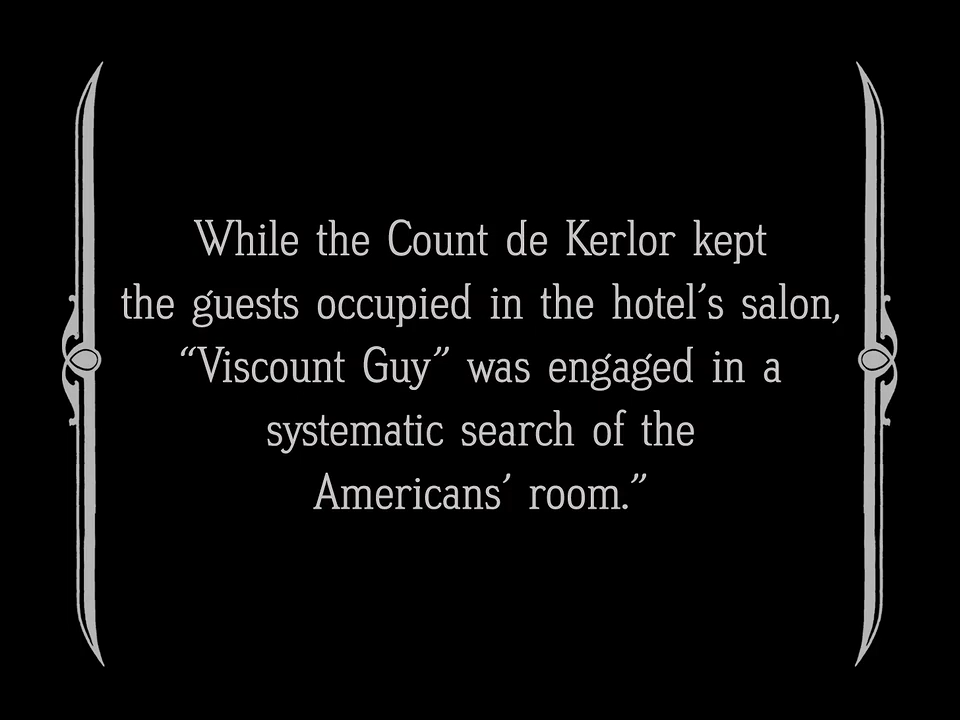 While the Count de Kerlor kept
the guests occupied in the hotel’s salon,
“Viscount Guy” was engaged in a
systematic search of the
Americans’ room.”